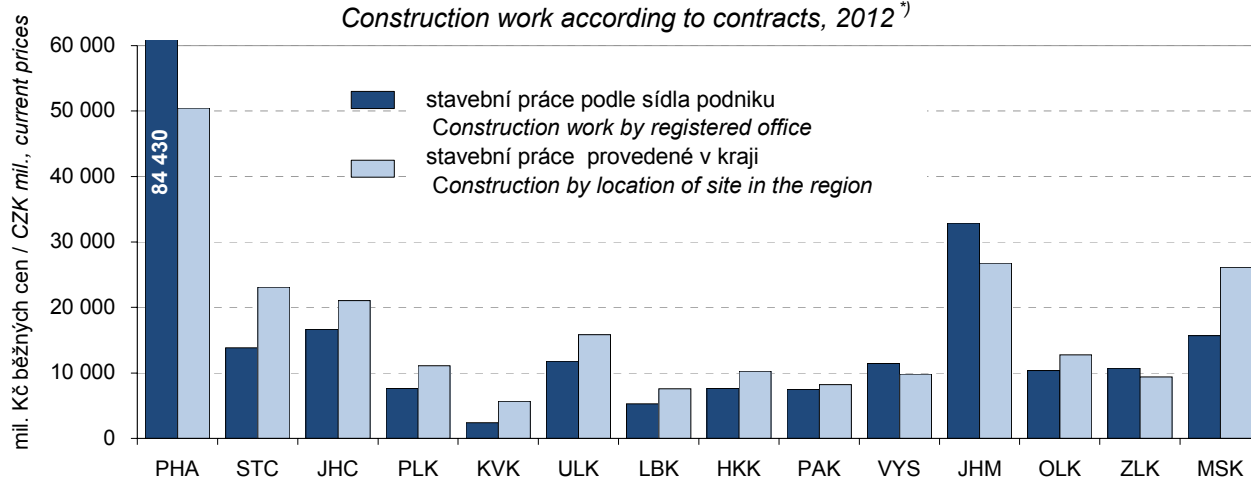 Construction work according to contracts, 2012 *)
mil. Kč běžných cen / CZK mil., current prices
60 000
50 000
40 000
30 000
20 000
10 000
0
84 430
stavební práce podle sídla podniku
Construction work by registered office
stavební práce provedené v kraji
Construction by location of site in the region
PHA STC JHC PLK KVK ULK LBK HKK PAK VYS JHM OLK ZLK MSK